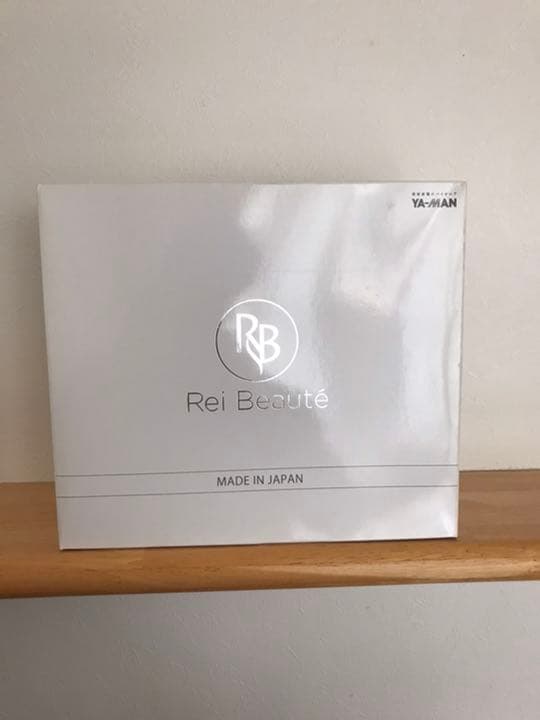 YA-MAN
RB
Rei Beauté
MADE IN JAPAN